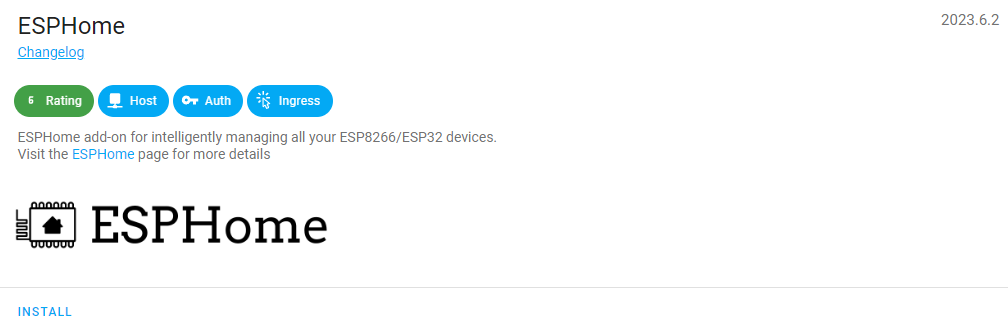 ESPHome
2023.6.2
Changelog
6 Rating Host Auth Ingress
ESPHome add-on for intelligently managing all your ESP8266/ESP32 devices.
Visit the ESPHome page for more details
ESPHome
INSTALL